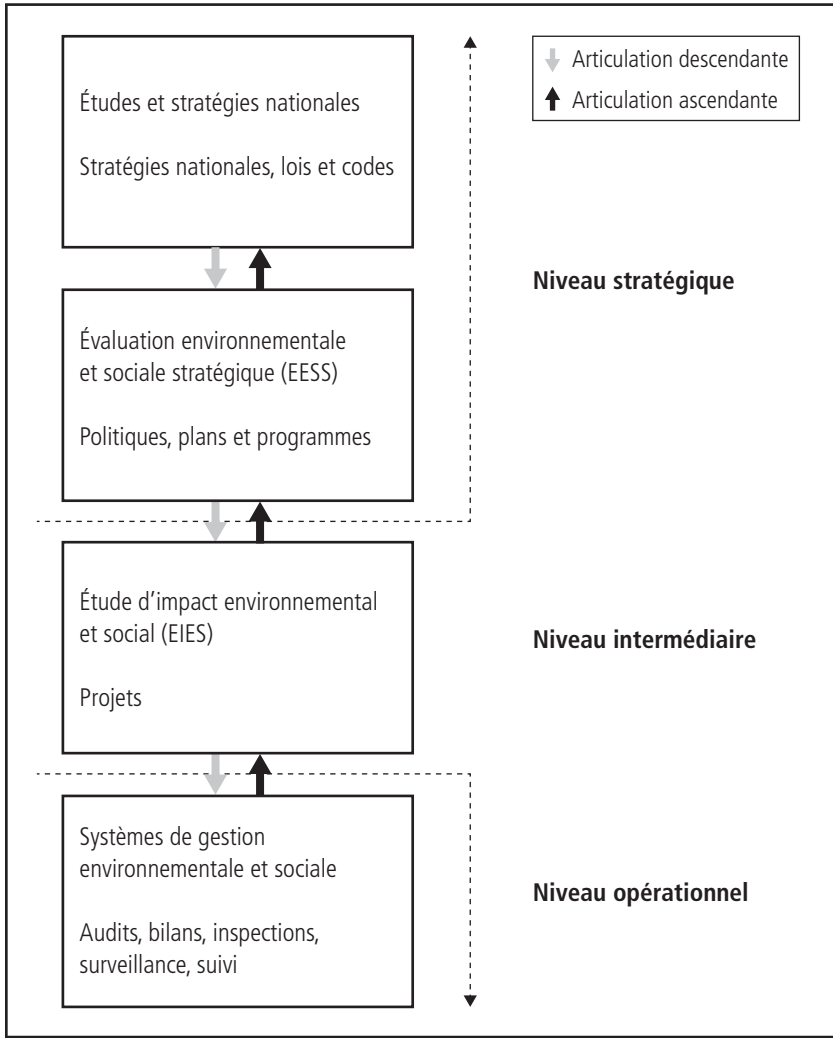 Études et stratégies nationales
Stratégies nationales, lois et codes
Articulation descendante
Articulation ascendante
Niveau stratégique
Évaluation environnementale
et sociale stratégique (EESS)
Politiques, plans et programmes
Étude d’impact environnemental
et social (EIES)
Projets
Niveau intermédiaire
Systèmes de gestion
environnementale et sociale
Audits, bilans, inspections,
surveillance, suivi
Niveau opérationnel